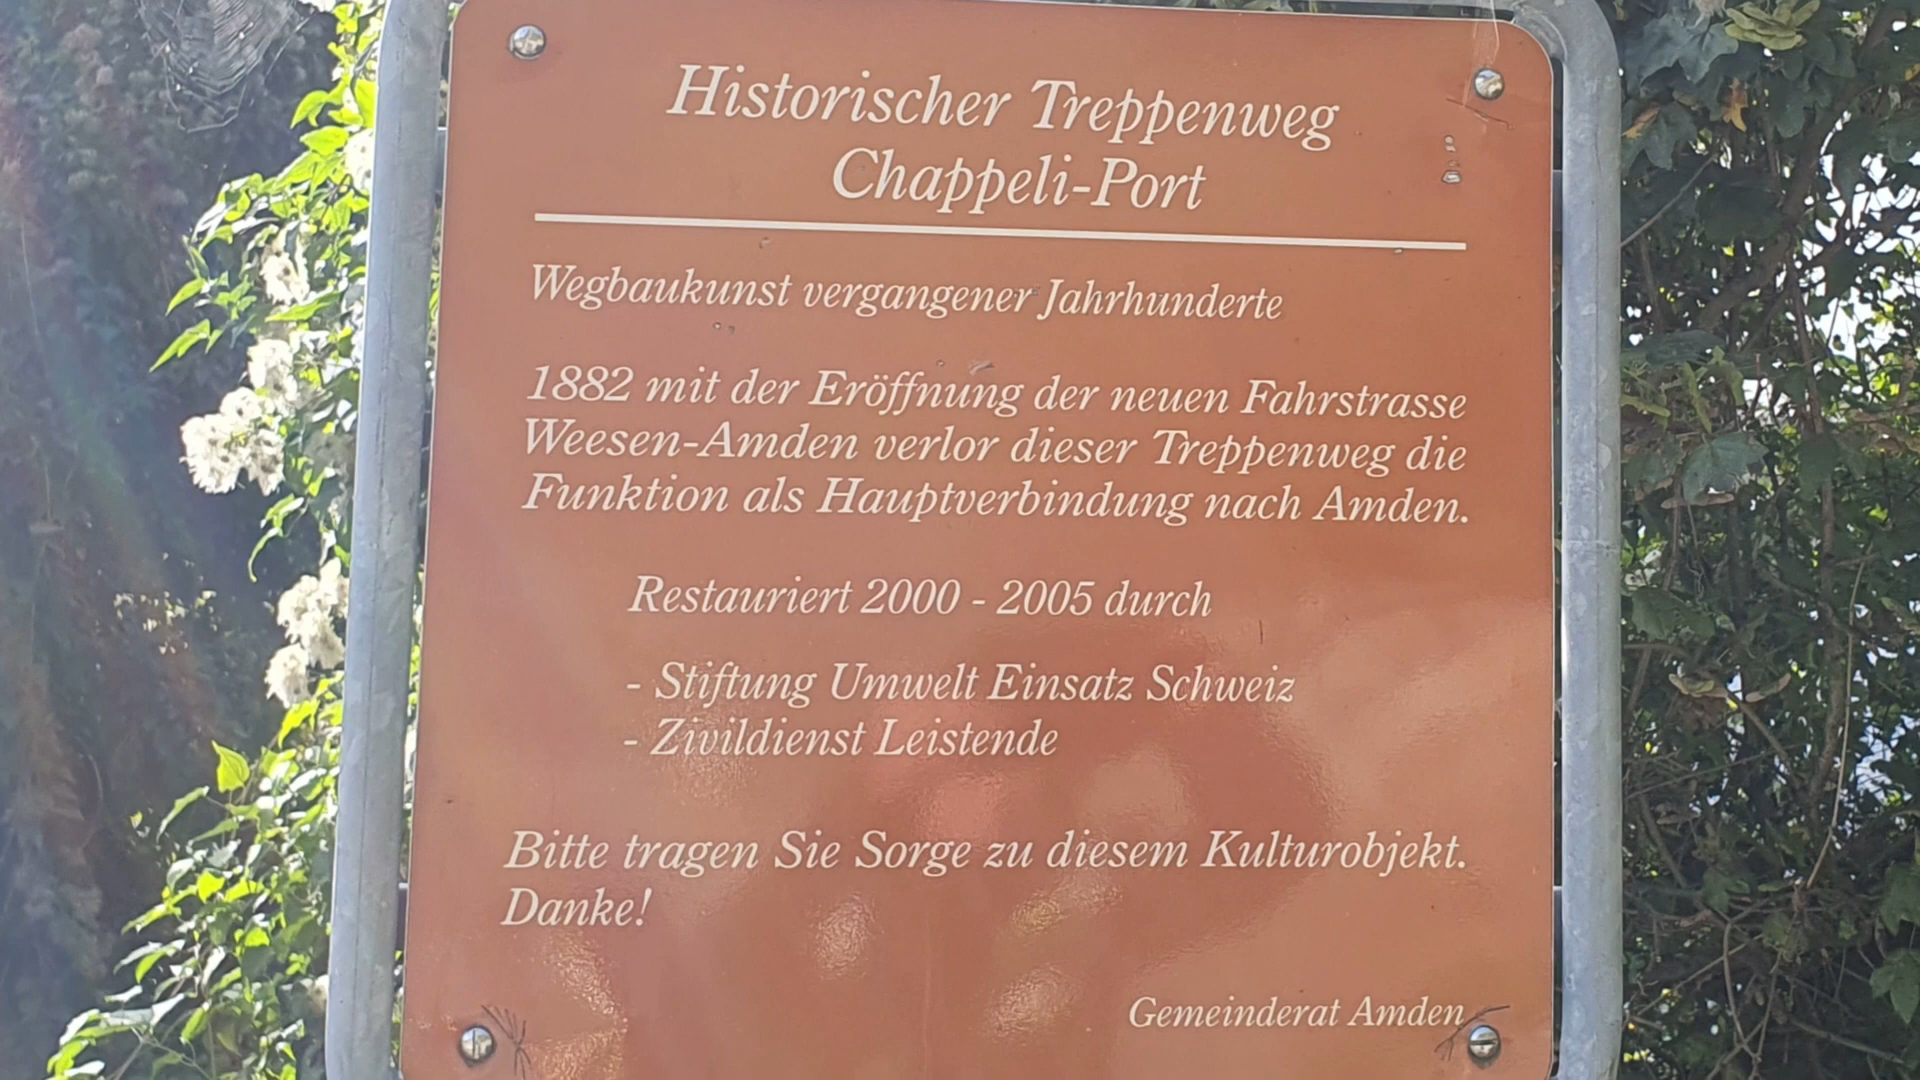 Historischer Treppenweg
Chappeli-Port
Wegbaukunst vergangener Jahrhunderte
1882 mit der Eröffnung der neuen Fahrstrasse
Weesen-Amden verlor dieser Treppenweg die
Funktion als Hauptverbindung nach Amden.
Restauriert 2000 - 2005 durch
- Stiftung Umwelt Einsatz Schweiz
- Zivildienst Leistende
Bitte tragen Sie Sorge zu diesem Kulturobjekt.
Danke!
Gemeinderat Amden